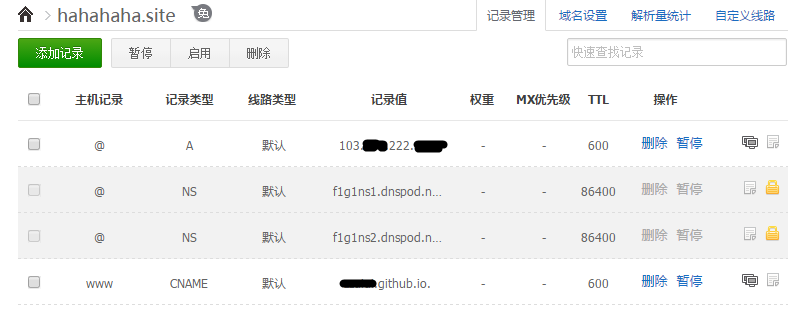 hahahaha.site 免 记录管理 域名设置 解析量统计 自定义线路
添加记录 暂停 启用 删除 快速查找记录
主机记录 记录类型 线路类型 记录值 权重 MX优先级 TTL 操作
@ A 默认 103. 222. - - 600 删除 暂停
@ NS 默认 f1g1ns1.dnspod.n... - - 86400 删除 暂停
@ NS 默认 f1g1ns2.dnspod.n... - - 86400 删除 暂停
www CNAME 默认 github.io. - - 600 删除 暂停